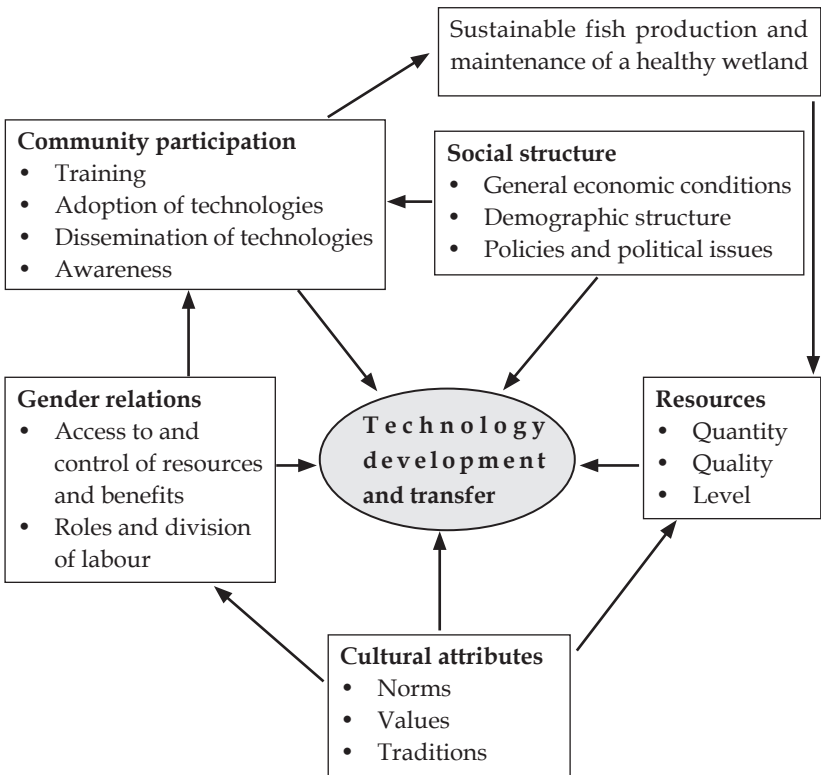 Sustainable fish production and
maintenance of a healthy wetland
Community participation
• Training
• Adoption of technologies
• Dissemination of technologies
• Awareness
Social structure
• General economic conditions
• Demographic structure
• Policies and political issues
Gender relations
• Access to and
control of resources
and benefits
• Roles and division
of labour
Technology
development
and transfer
Resources
• Quantity
• Quality
• Level
Cultural attributes
• Norms
• Values
• Traditions